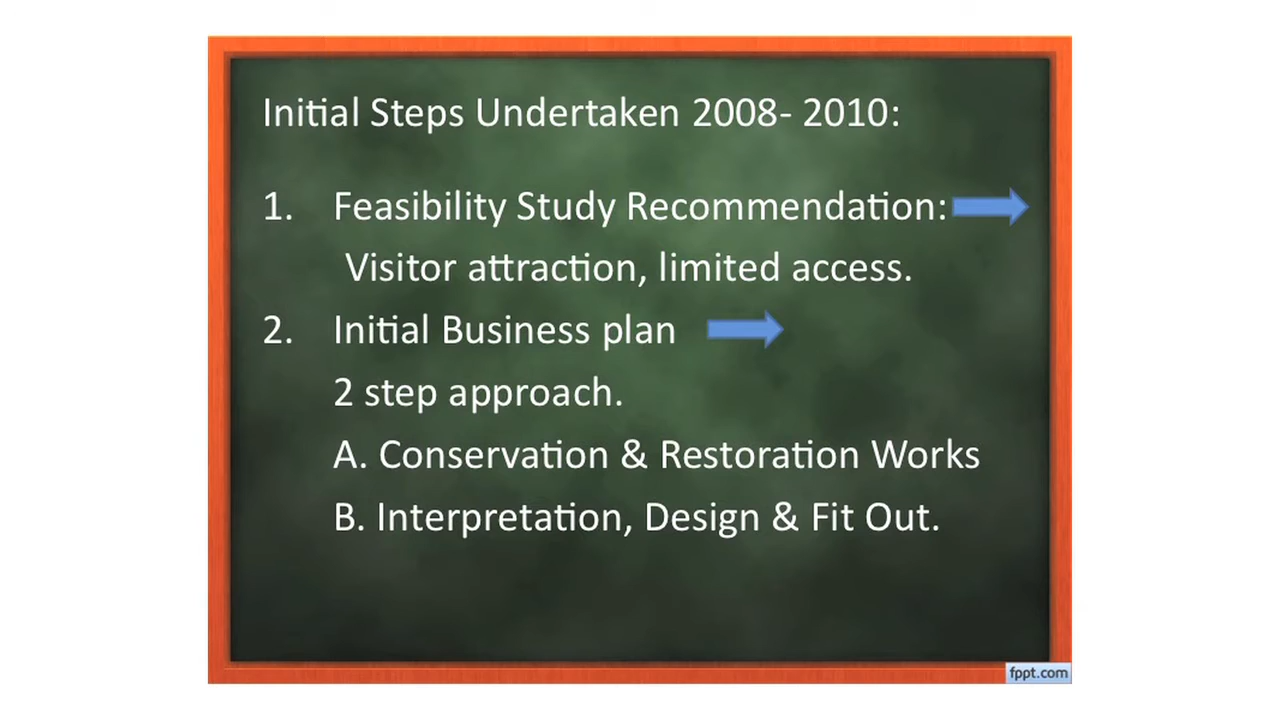 Initial Steps Undertaken 2008- 2010:
1. Feasibility Study Recommendation:
Visitor attraction, limited access.
2. Initial Business plan
2 step approach.
A. Conservation & Restoration Works
B. Interpretation, Design & Fit Out.
fppt.com